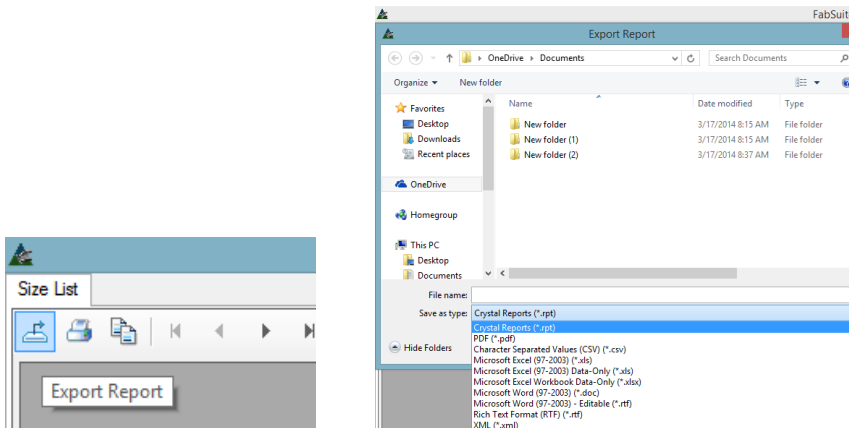 Size List
Export Report
FabSuit
Export Report
OneDrive
Documents
Search Documents
Organize
New folder
Favorites
Desktop
Downloads
Recent places
OneDrive
Homegroup
This PC
Desktop
Documents
Name
Date modified
Type
New folder
3/17/2014 8:15 AM
File folder
New folder (1)
3/17/2014 8:15 AM
File folder
New folder (2)
3/17/2014 8:37 AM
File folder
File name:
Save as type:
Crystal Reports (*.rpt)
Crystal Reports (*.rpt)
PDF (*.pdf)
Character Separated Values (CSV) (*.csv)
Microsoft Excel (97-2003) (*.xls)
Microsoft Excel (97-2003) Data-Only (*.xls)
Microsoft Excel Workbook Data-Only (*.xlsx)
Microsoft Word (97-2003) (*.doc)
Microsoft Word (97-2003) - Editable (*.rtf)
Rich Text Format (RTF) (*.rtf)
XML (*.xml)
Hide Folders